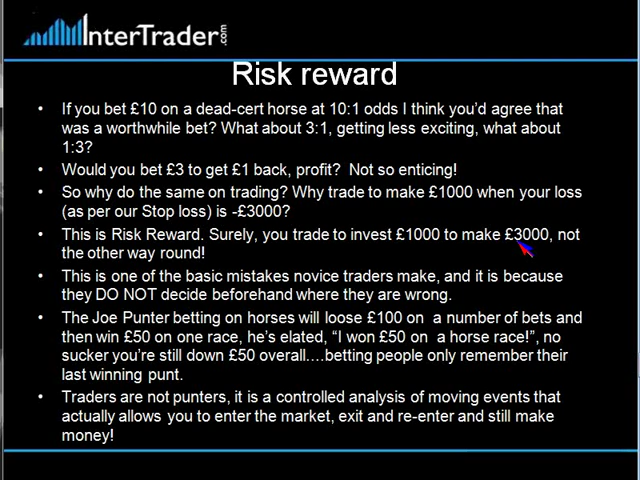 InterTrader.com
Risk reward
• If you bet £10 on a dead-cert horse at 10:1 odds I think you'd agree that
was a worthwhile bet? What about 3:1, getting less exciting, what about
1:3?
• Would you bet £3 to get £1 back, profit? Not so enticing!
• So why do the same on trading? Why trade to make £1000 when your loss
(as per our Stop loss) is -£3000?
• This is Risk Reward. Surely, you trade to invest £1000 to make £3000, not
the other way round!
• This is one of the basic mistakes novice traders make, and it is because
they DO NOT decide beforehand where they are wrong.
• The Joe Punter betting on horses will loose £100 on a number of bets and
then win £50 on one race, he's elated, “I won £50 on a horse race!”, no
sucker you're still down £50 overall....betting people only remember their
last winning punt.
• Traders are not punters, it is a controlled analysis of moving events that
actually allows you to enter the market, exit and re-enter and still make
money!